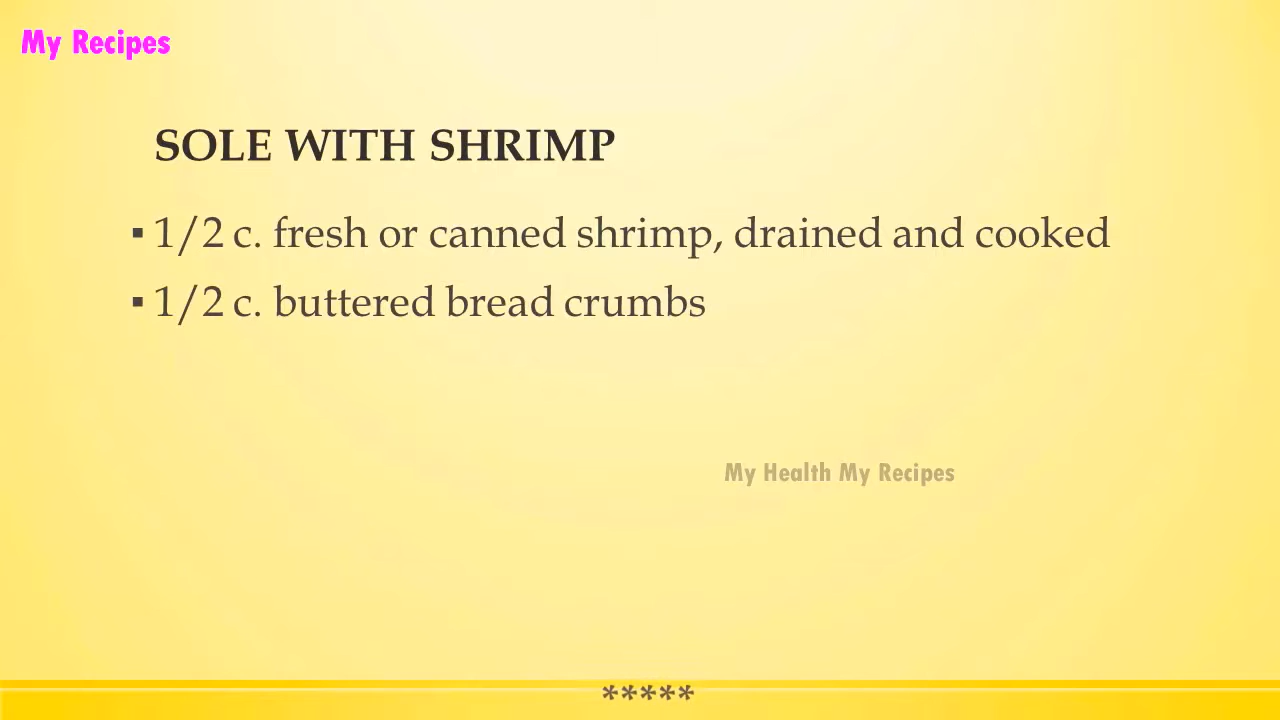 My Recipes
SOLE WITH SHRIMP
▪ 1/2 c. fresh or canned shrimp, drained and cooked
▪ 1/2 c. buttered bread crumbs
My Health My Recipes
*****